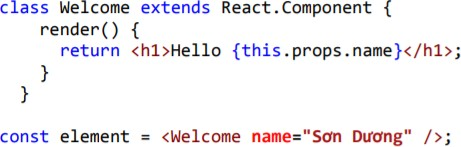 class Welcome extends React.Component {
render() {
return <h1>Hello {this.props.name}</h1>;
}
}
const element = <Welcome name="Sơn Dương" />;